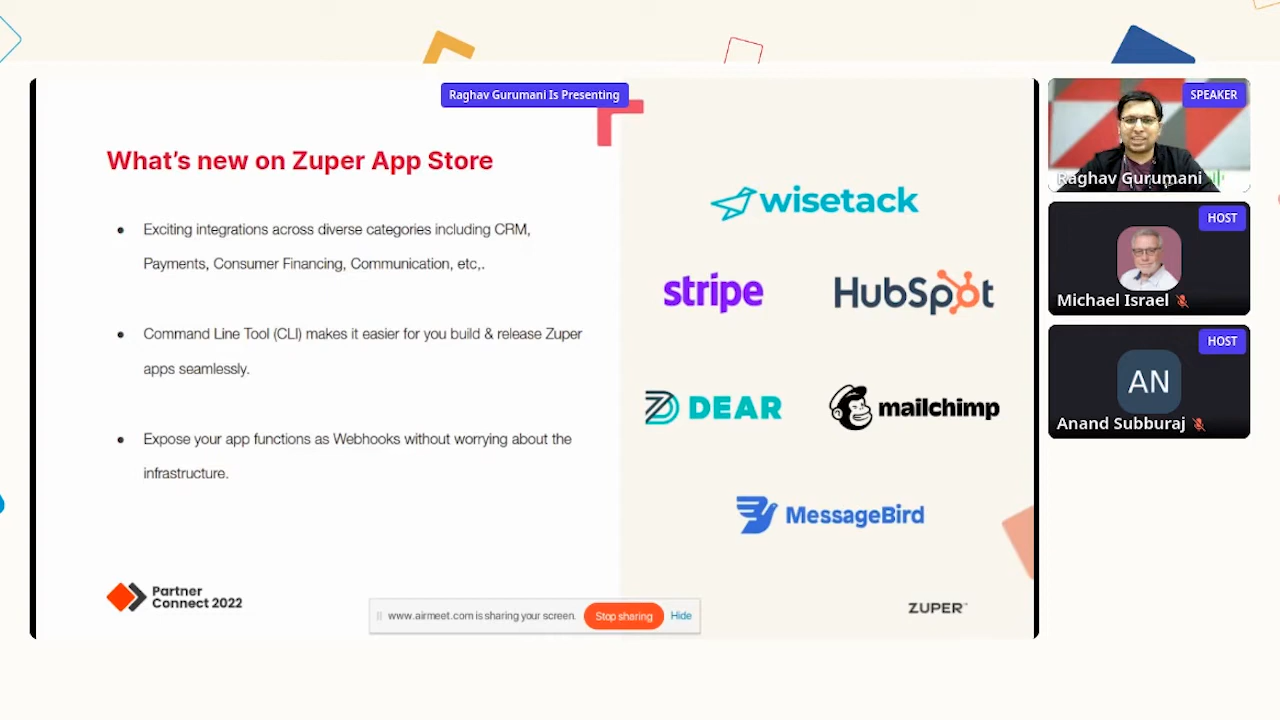 Raghav Gurumani Is Presenting
What's new on Zuper App Store
Exciting integrations across diverse categories including CRM,
Payments, Consumer Financing, Communication, etc,.
Command Line Tool (CLI) makes it easier for you build & release Zuper
apps seamlessly.
Expose your app functions as Webhooks without worrying about the
infrastructure.
wisetack
stripe
HubSpot
DEAR
mailchimp
MessageBird
Partner
Connect 2022
www.airmeet.com is sharing your screen.
Stop sharing
Hide
ZUPER
SPEAKER
Raghav Gurumani
HOST
Michael Israel
HOST
AN
Anand Subburaj